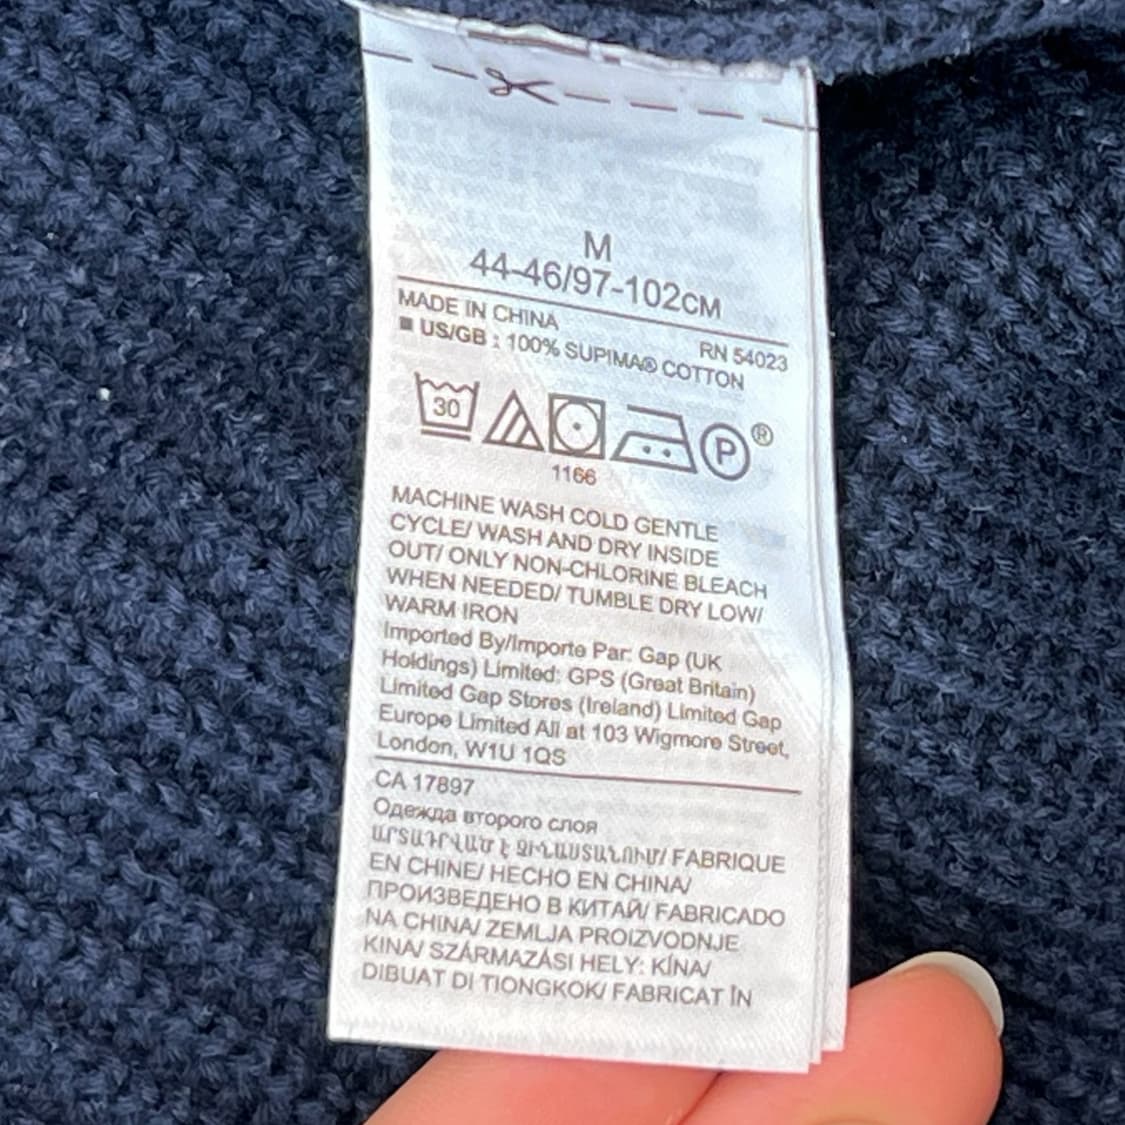 M
44-46/97-102CM
MADE IN CHINA
RN 54023
■ US/GB : 100% SUPIMA® COTTON
30
P ®
1166
MACHINE WASH COLD GENTLE
CYCLE/ WASH AND DRY INSIDE
OUT/ ONLY NON-CHLORINE BLEACH
WHEN NEEDED/ TUMBLE DRY LOW/
WARM IRON
Imported By/Importe Par: Gap (UK
Holdings) Limited: GPS (Great Britain)
Limited Gap Stores (Ireland) Limited Gap
Europe Limited All at 103 Wigmore Street,
London, W1U 1QS
CA 17897
Одежда второго слоя
ԱՐՏԱԴՐՎԱԾ Է ՉԻՆԱՍՏԱՆՈՒՄ/ FABRIQUE
EN CHINE/ HECHO EN CHINA/
ПРОИЗВЕДЕНО В КИТАЙ/ FABRICADO
NA CHINA/ ZEMLJA PROIZVODNJE
KINA/ SZÁRMAZÁSI HELY: KÍNA/
DIBUAT DI TIONGKOK/ FABRICAT ÎN